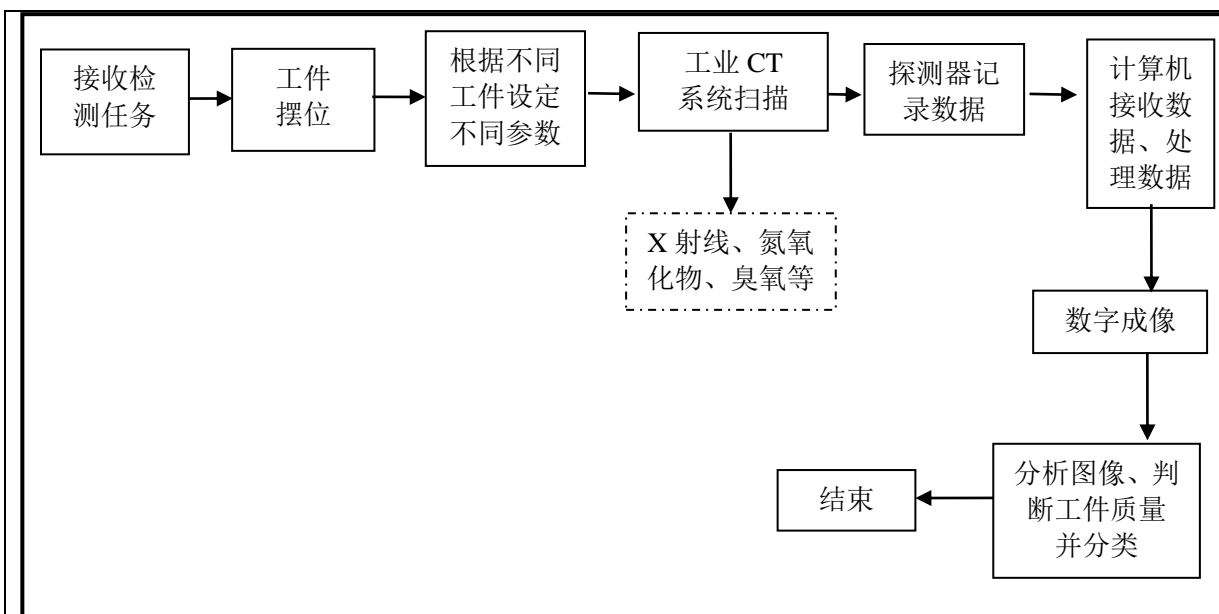 接收检
测任务
工件
摆位
根据不同
工件设定
不同参数
工业 CT
系统扫描
探测器记
录数据
计算机
接收数
据、处
理数据
X 射线、氮氧
化物、臭氧等
数字成像
分析图像、判
断工件质量
并分类
结束